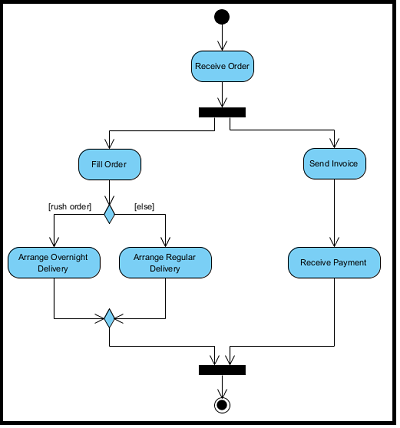 Receive Order
Fill Order
Send Invoice
[rush order]
[else]
Arrange Overnight
Delivery
Arrange Regular
Delivery
Receive Payment